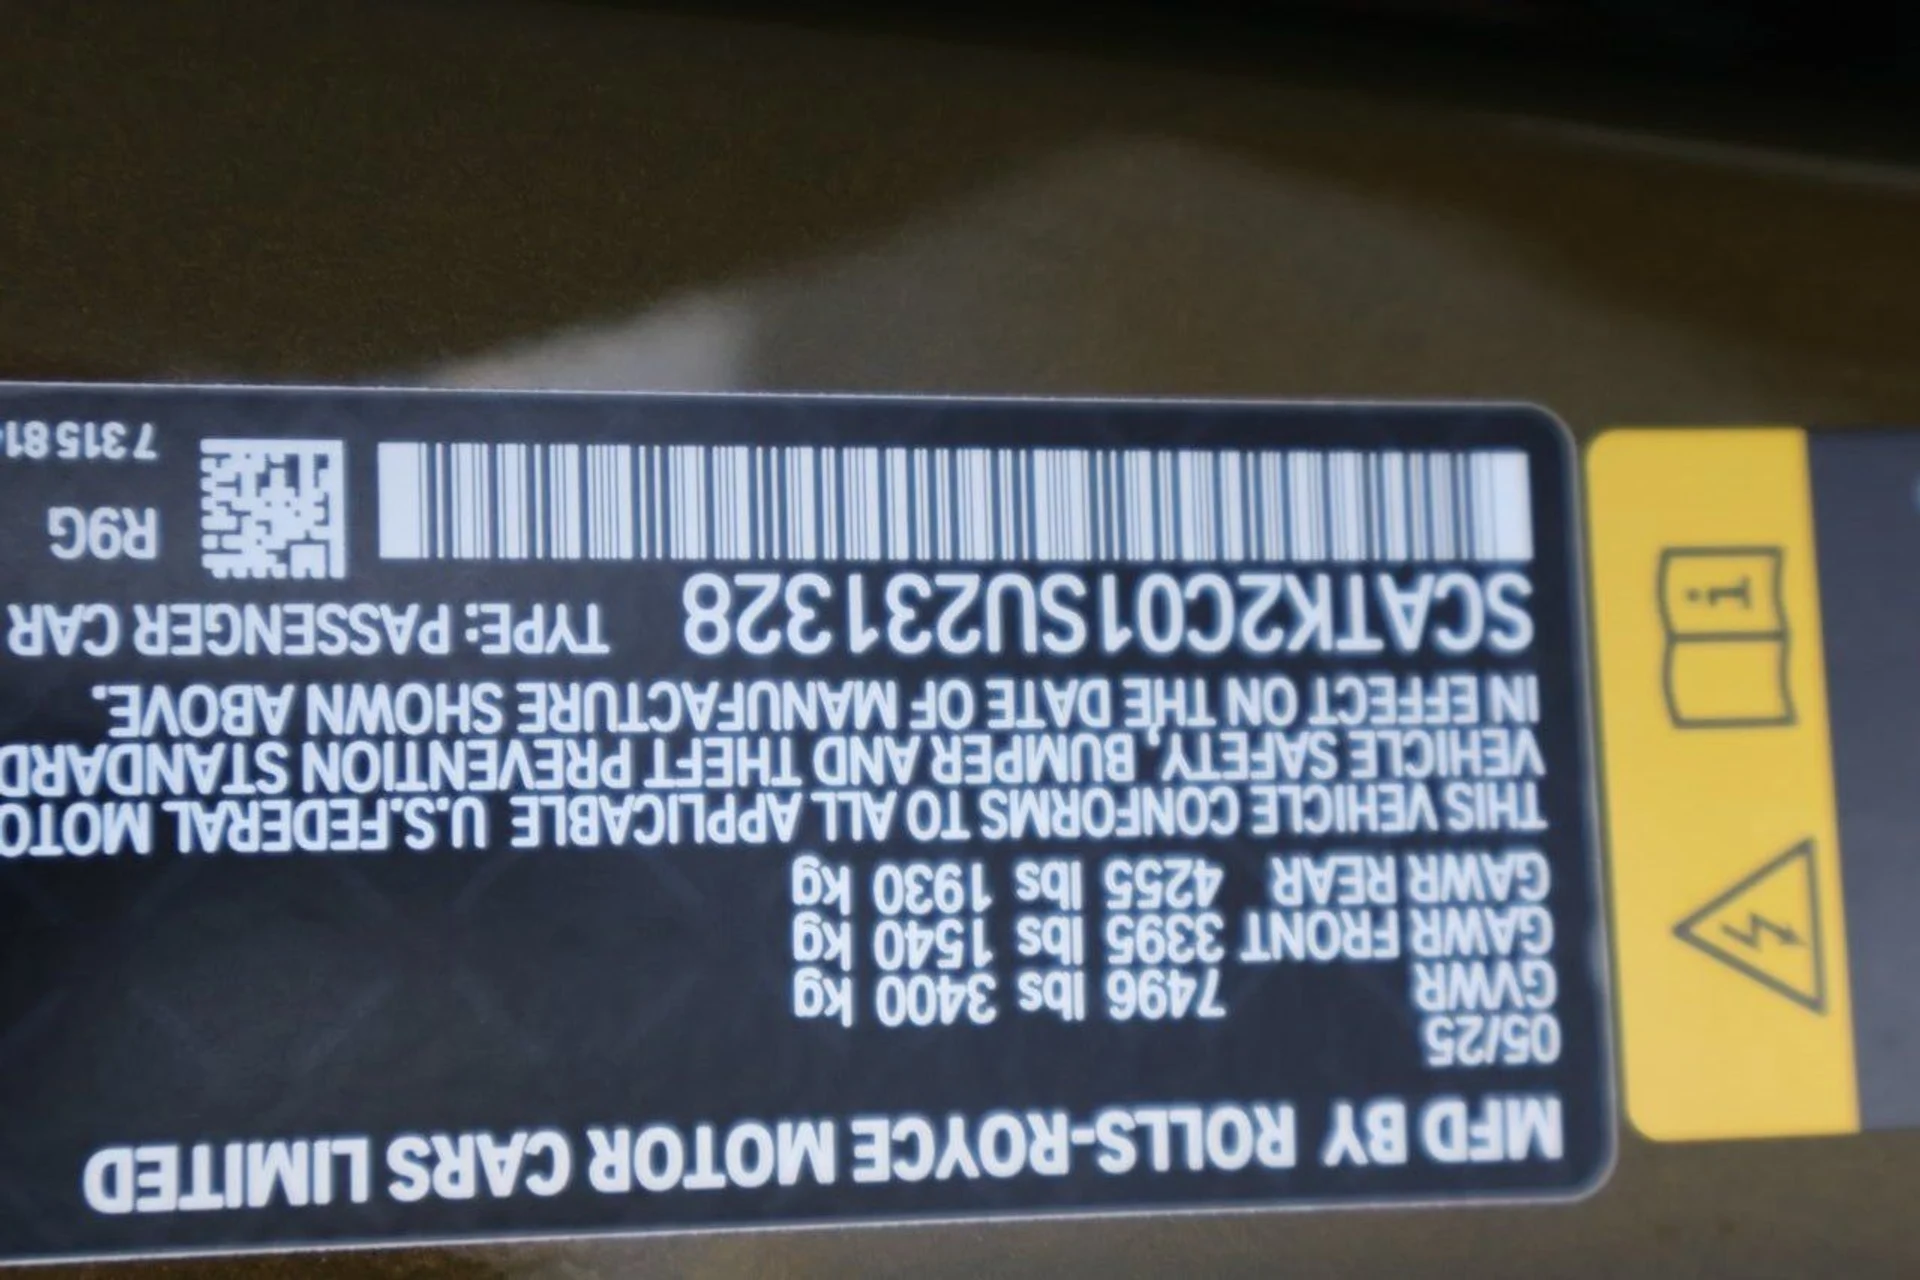 MFD BY ROLLS-ROYCE MOTOR CARS LIMITED
05/25
GVWR 7496 lbs 3400 kg
GAWR FRONT 3395 lbs 1540 kg
GAWR REAR 4255 lbs 1930 kg
THIS VEHICLE CONFORMS TO ALL APPLICABLE U.S.FEDERAL MOTO
VEHICLE SAFETY, BUMPER AND THEFT PREVENTION STANDARD
IN EFFECT ON THE DATE OF MANUFACTURE SHOWN ABOVE.
SCATK2C01SU231328 TYPE: PASSENGER CAR
R9G
7315 81
i